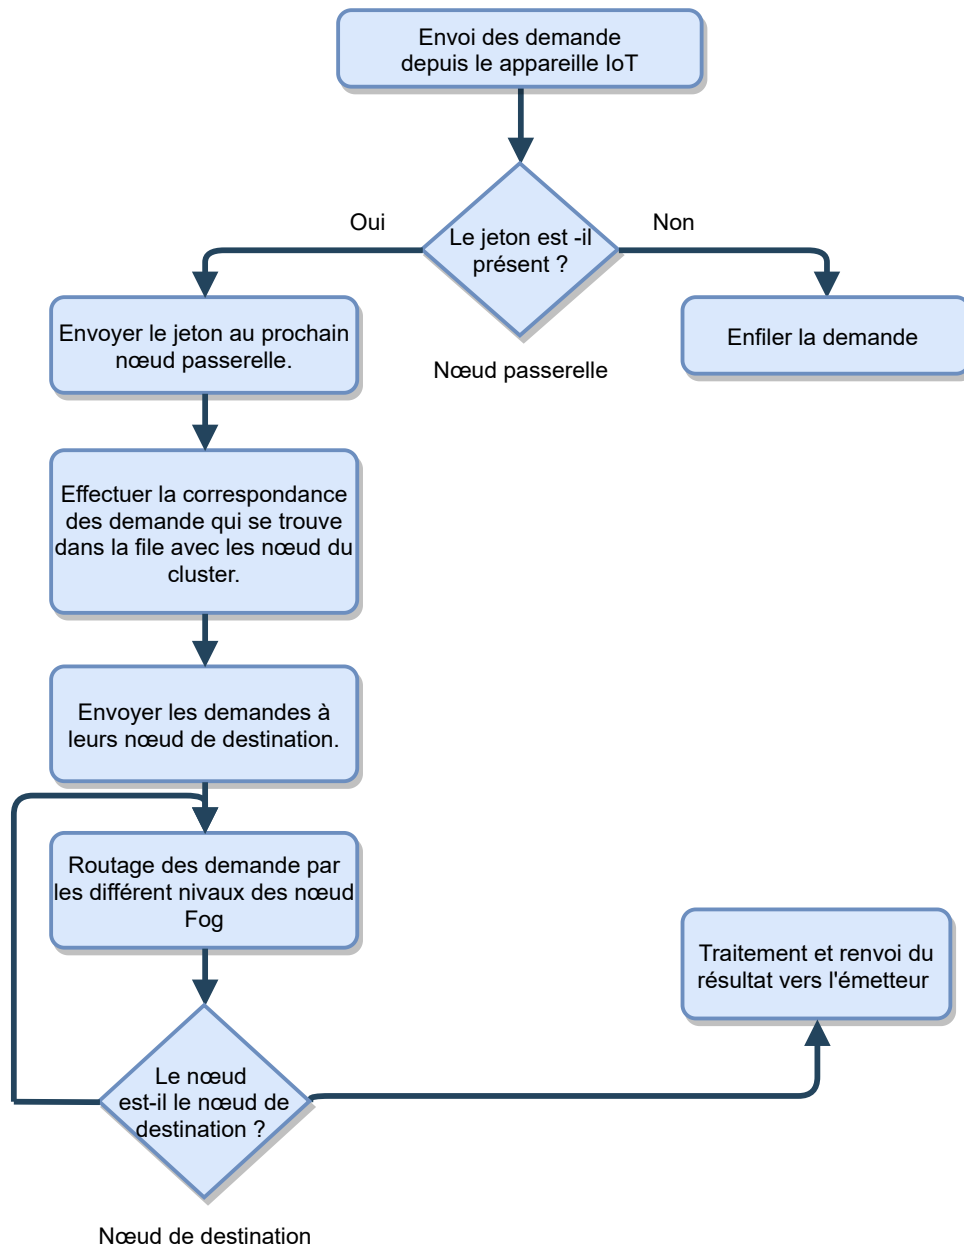 Envoi des demande
depuis le appareille IoT
Oui
Non
Le jeton est -il
présent ?
Envoyer le jeton au prochain
nœud passerelle.
Enfiler la demande
Nœud passerelle
Effectuer la correspondance
des demande qui se trouve
dans la file avec les nœud du
cluster.
Envoyer les demandes à
leurs nœud de destination.
Routage des demande par
les différent nivaux des nœud
Fog
Traitement et renvoi du
résultat vers l'émetteur
Le nœud
est-il le nœud de
destination ?
Nœud de destination